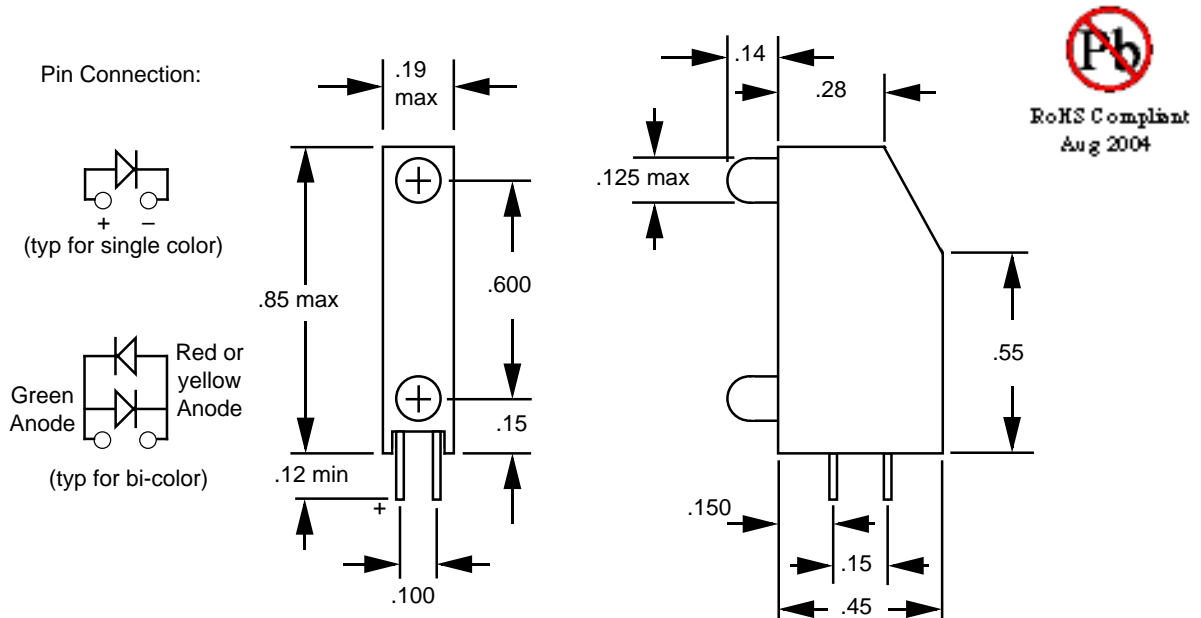 Pin Connection:
+ –
(typ for single color)
Green
Anode
Red or
yellow
Anode
(typ for bi-color)
.19
max
.85 max
.600
.15
.12 min
+
.100
.14
.28
.125 max
.55
.150
.15
.45
Pb
RoHS Compliant
Aug 2004